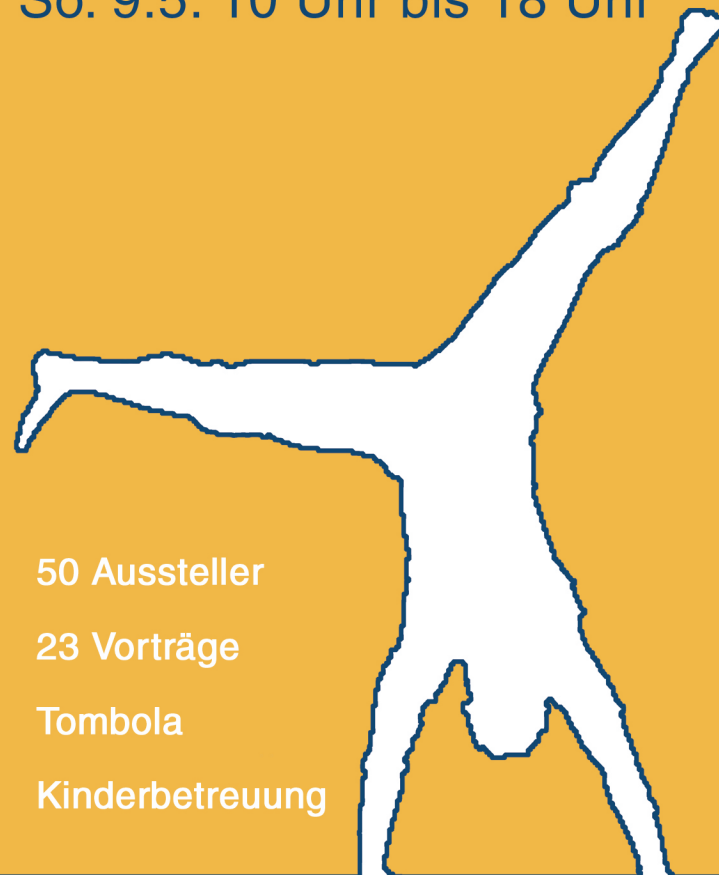 So. 9.5. 10 Uhr bis 18 Uhr
50 Aussteller
23 Vorträge
Tombola
Kinderbetreuung